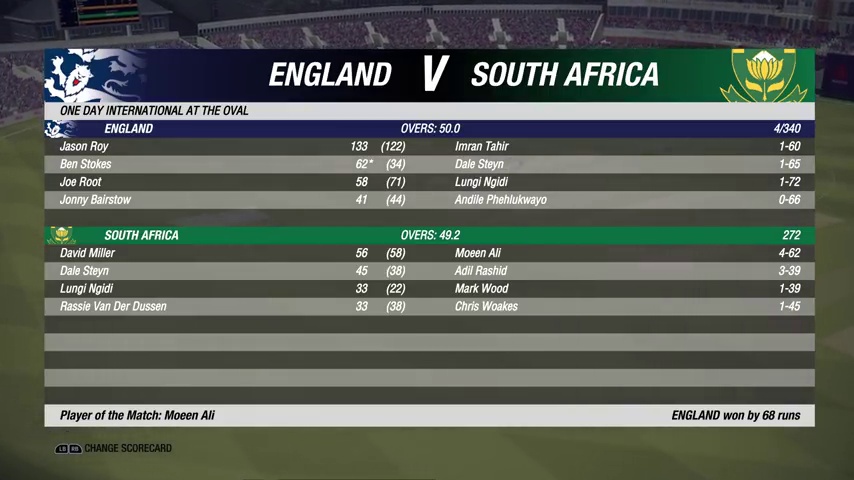 ENGLAND V SOUTH AFRICA
ONE DAY INTERNATIONAL AT THE OVAL
ENGLAND OVERS: 50.0 4/340
Jason Roy 133 (122) Imran Tahir 1-60
Ben Stokes 62* (34) Dale Steyn 1-65
Joe Root 58 (71) Lungi Ngidi 1-72
Jonny Bairstow 41 (44) Andile Phehlukwayo 0-66
SOUTH AFRICA OVERS: 49.2 272
David Miller 56 (58) Moeen Ali 4-62
Dale Steyn 45 (38) Adil Rashid 3-39
Lungi Ngidi 33 (22) Mark Wood 1-39
Rassie Van Der Dussen 33 (38) Chris Woakes 1-45
Player of the Match: Moeen Ali ENGLAND won by 68 runs
LB RB CHANGE SCORECARD